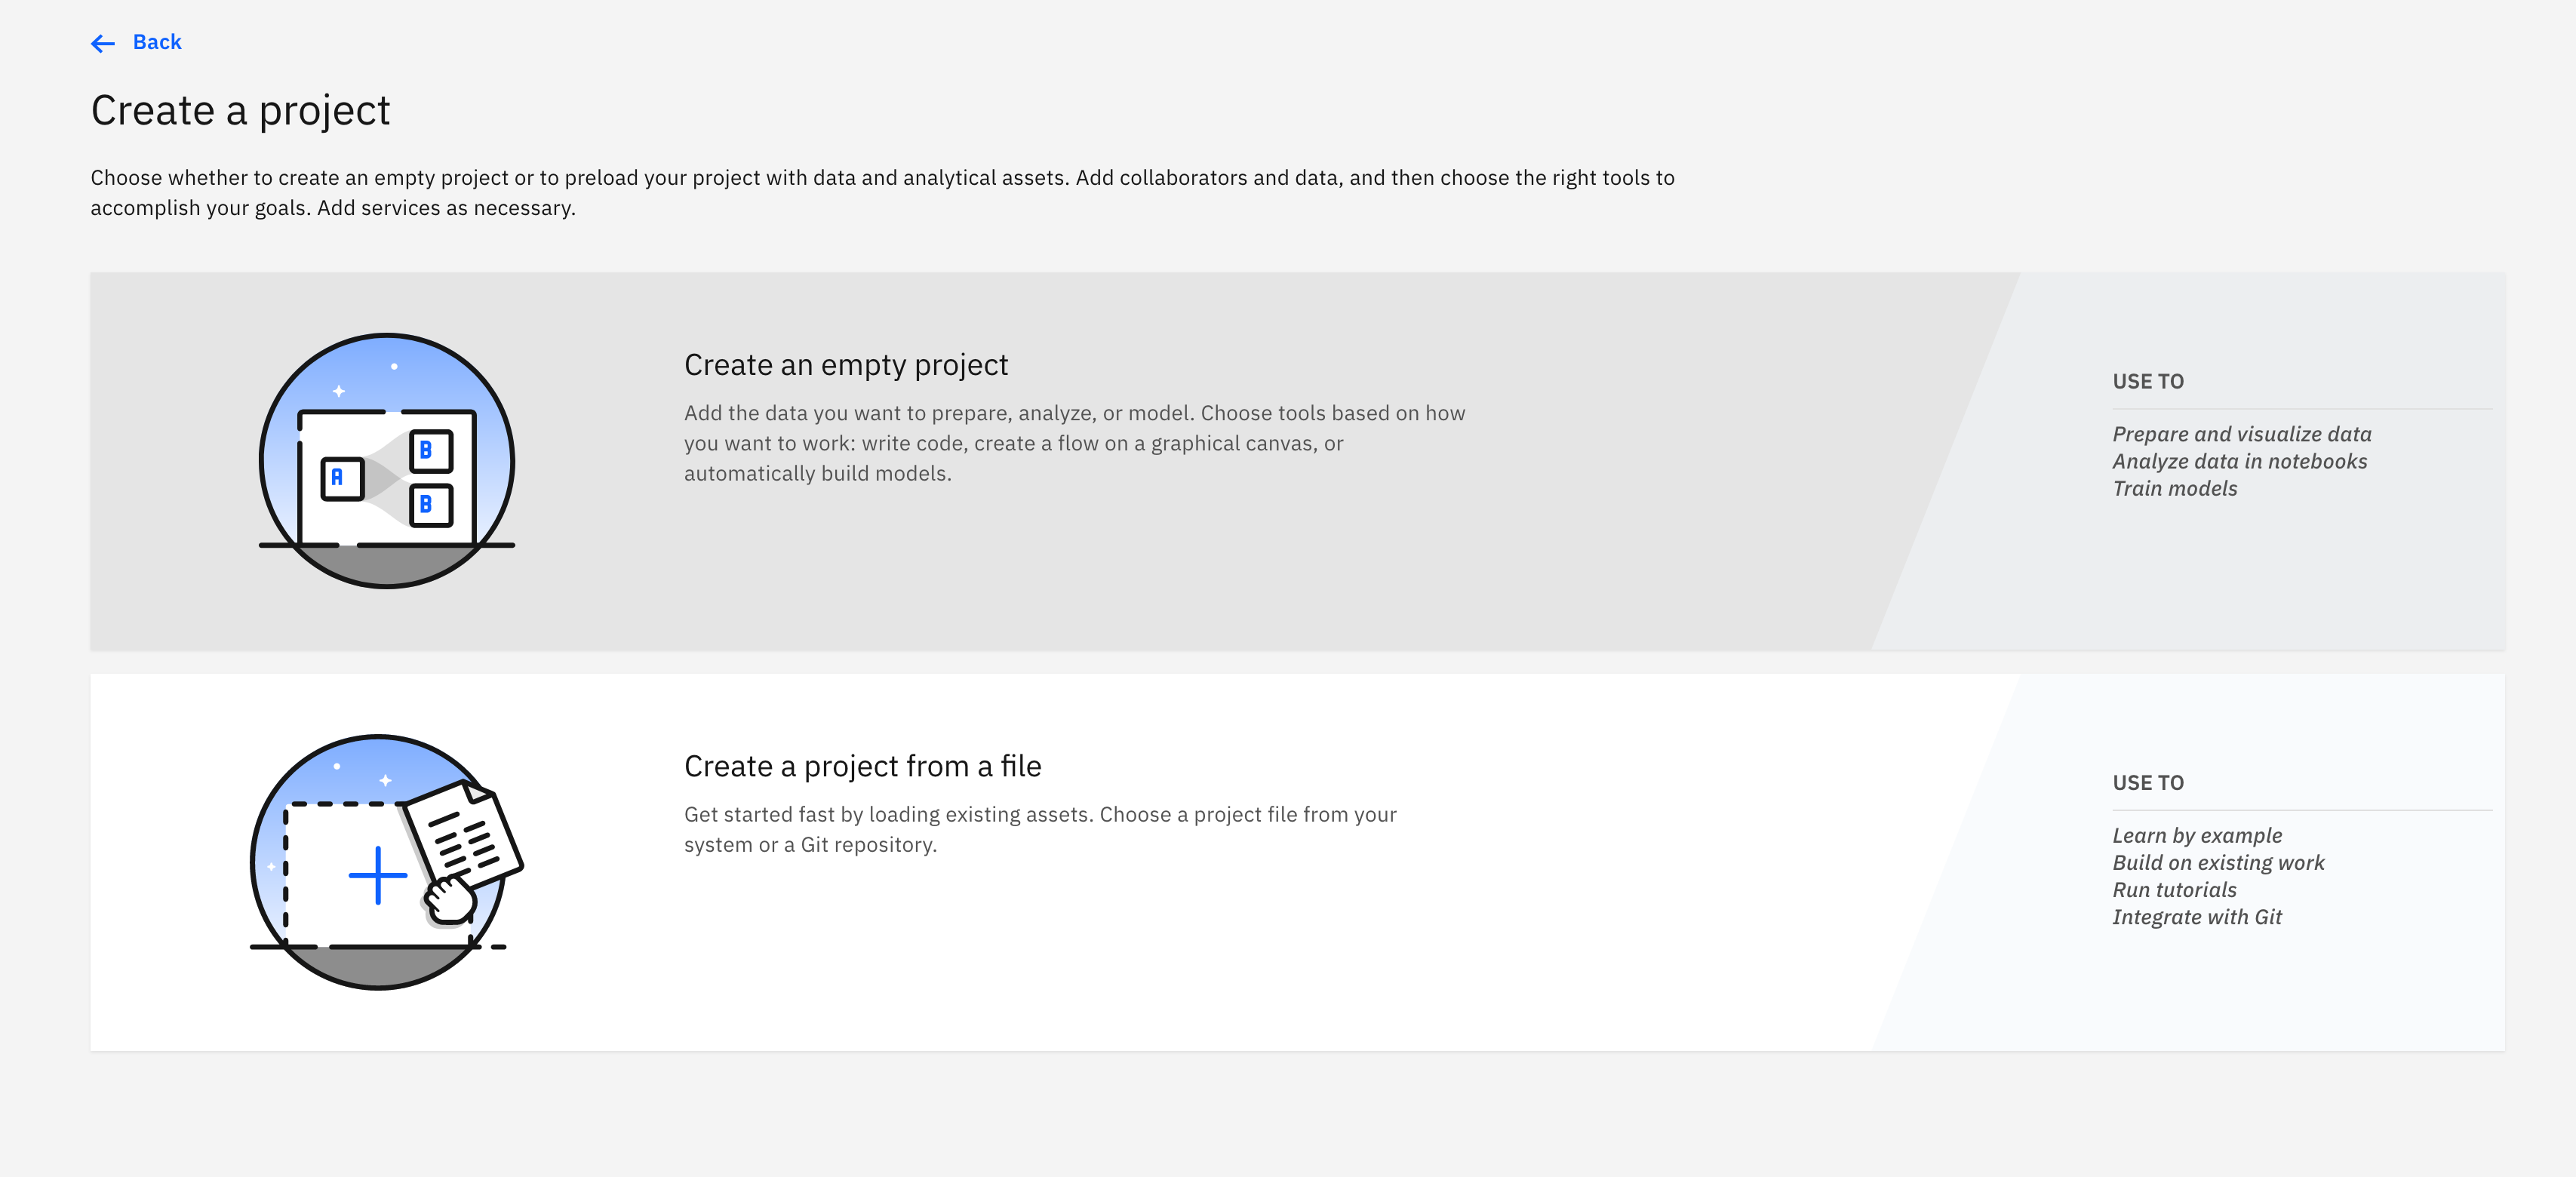 Back
Create a project
Choose whether to create an empty project or to preload your project with data and analytical assets. Add collaborators and data, and then choose the right tools to
accomplish your goals. Add services as necessary.
A
B
B
Create an empty project
Add the data you want to prepare, analyze, or model. Choose tools based on how
you want to work: write code, create a flow on a graphical canvas, or
automatically build models.
USE TO
Prepare and visualize data
Analyze data in notebooks
Train models
Create a project from a file
Get started fast by loading existing assets. Choose a project file from your
system or a Git repository.
USE TO
Learn by example
Build on existing work
Run tutorials
Integrate with Git